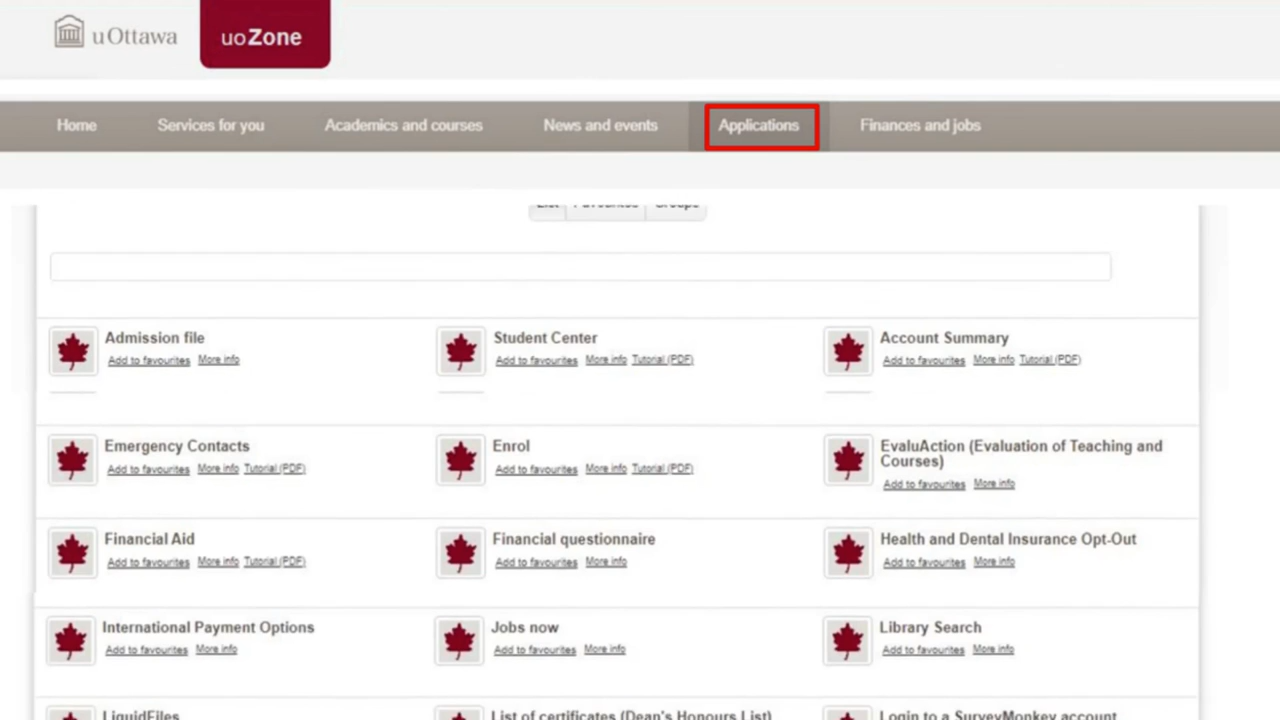 uOttawa
uoZone
Home Services for you Academics and courses News and events Applications Finances and jobs
List Favourites Groups
Admission file
Add to favourites More info
Student Center
Add to favourites More info Tutorial (PDF)
Account Summary
Add to favourites More info Tutorial (PDF)
Emergency Contacts
Add to favourites More info Tutorial (PDF)
Enrol
Add to favourites More info Tutorial (PDF)
EvaluAction (Evaluation of Teaching and
Courses)
Add to favourites More info
Financial Aid
Add to favourites More info Tutorial (PDF)
Financial questionnaire
Add to favourites More info
Health and Dental Insurance Opt-Out
Add to favourites More info
International Payment Options
Add to favourites More info
Jobs now
Add to favourites More info
Library Search
Add to favourites More info
LiquidFiles
List of certificates (Dean's Honours List)
Login to a SurveyMonkey account